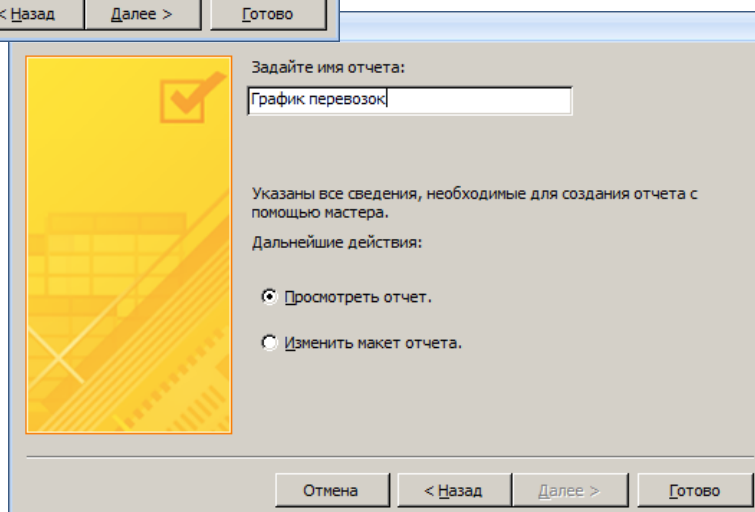 < Назад Далее > Готово
Задайте имя отчета:
График перевозок
Указаны все сведения, необходимые для создания отчета с
помощью мастера.
Дальнейшие действия:
Просмотреть отчет.
Изменить макет отчета.
Отмена < Назад Далее > Готово